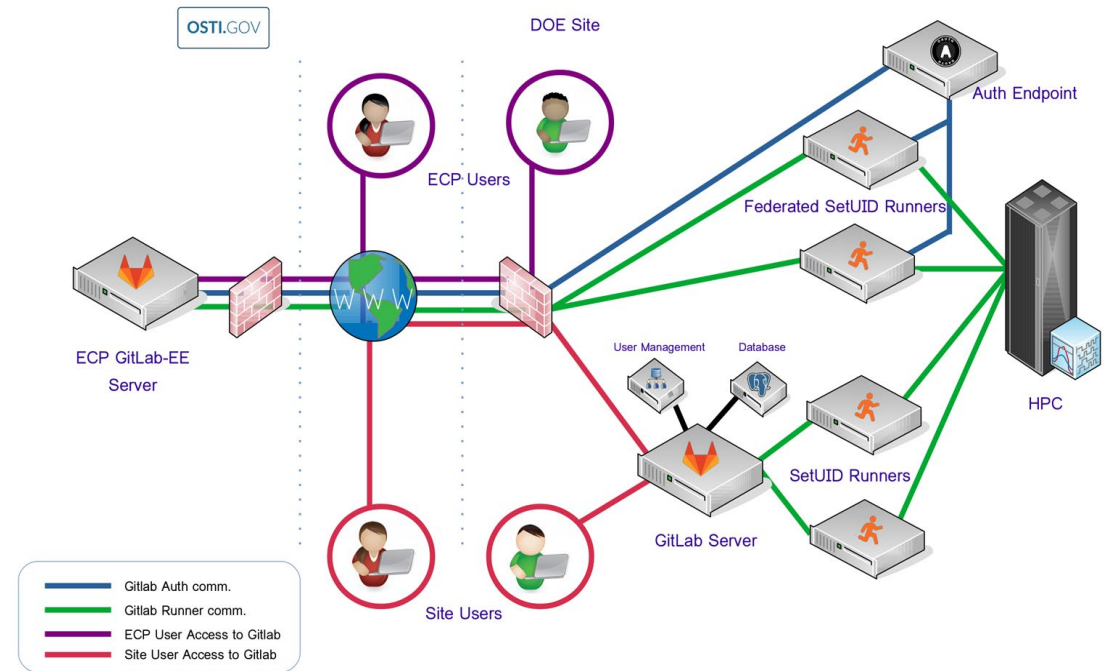 OSTI.GOV
DOE Site
A
Auth Endpoint
ECP Users
Federated SetUID Runners
W W W
ECP GitLab-EE
Server
User Management
Database
HPC
SetUID Runners
GitLab Server
Site Users
Gitlab Auth comm.
Gitlab Runner comm.
ECP User Access to Gitlab
Site User Access to Gitlab